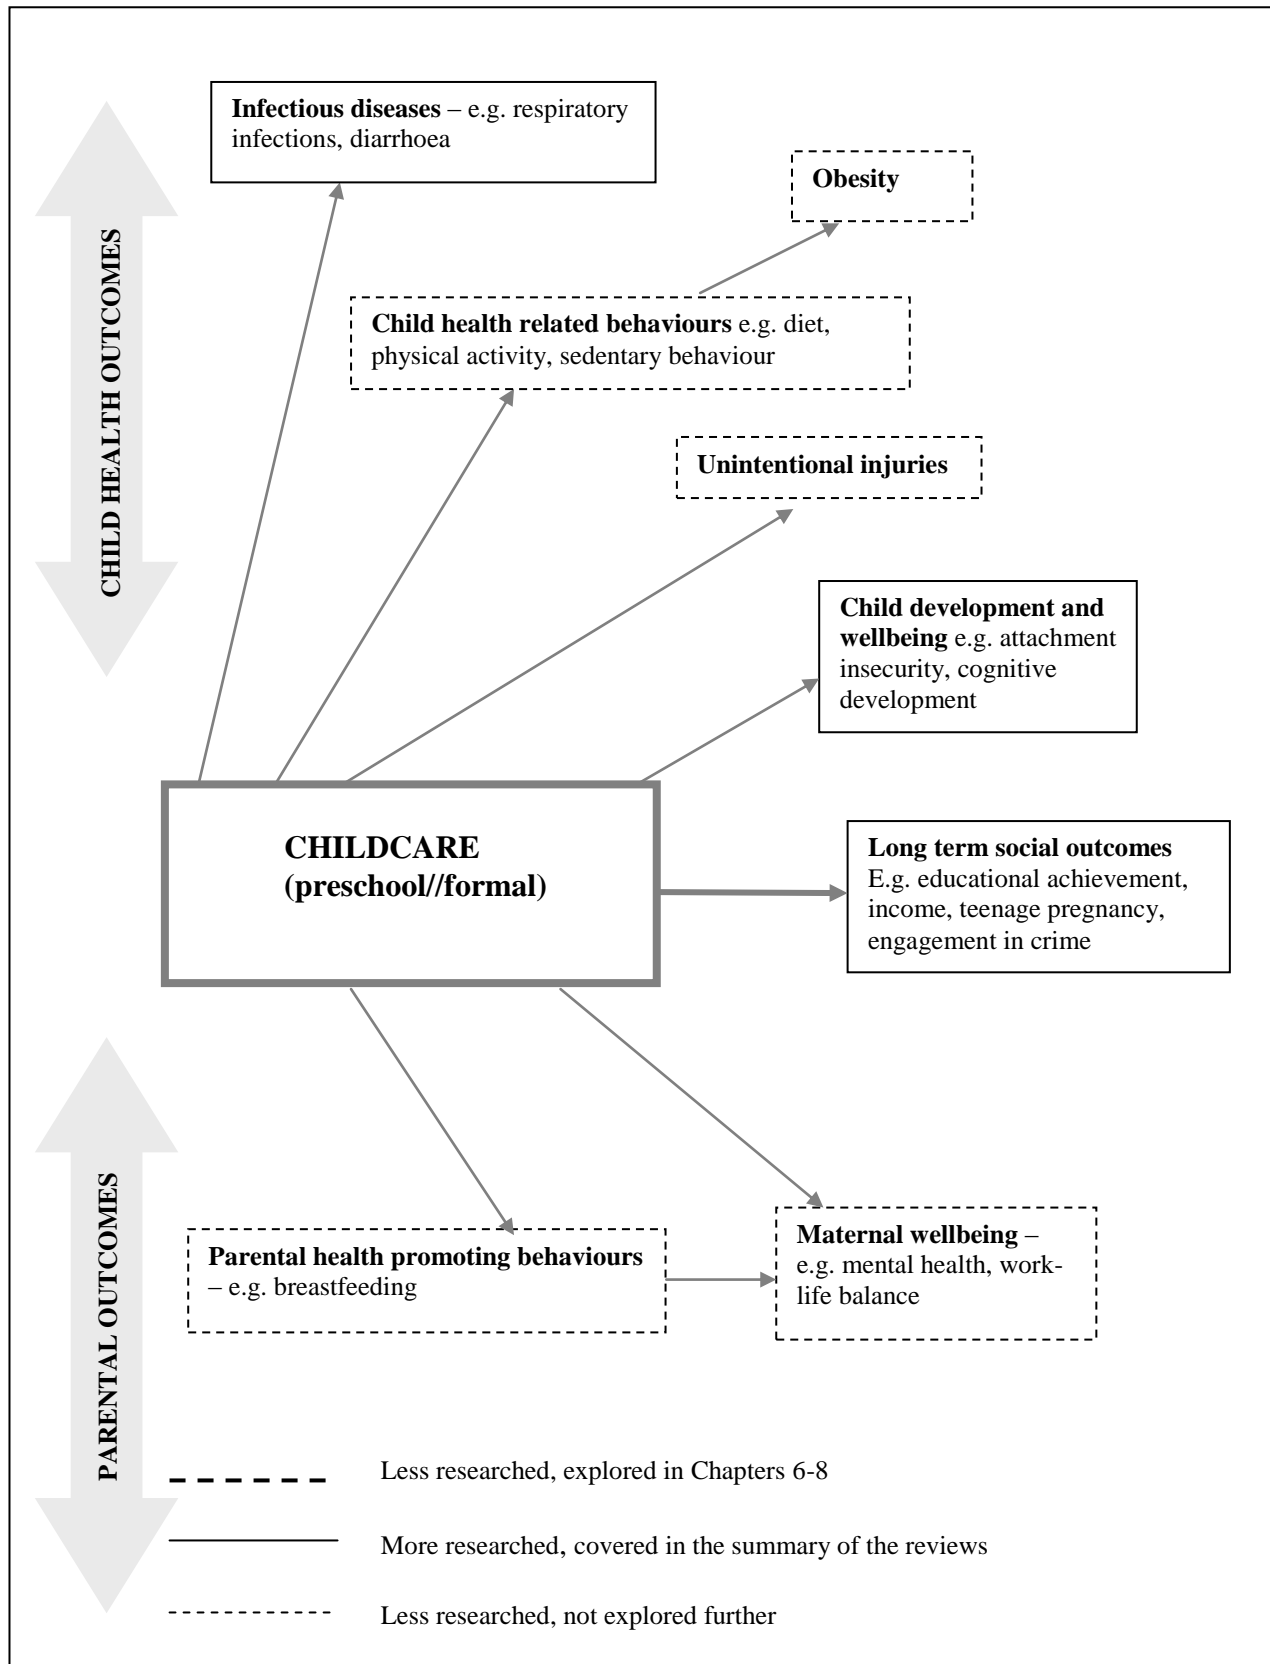 Infectious diseases – e.g. respiratory
infections, diarrhoea
Obesity
CHILD HEALTH OUTCOMES
Child health related behaviours e.g. diet,
physical activity, sedentary behaviour
Unintentional injuries
Child development and
wellbeing e.g. attachment
insecurity, cognitive
development
CHILDCARE
(preschool//formal)
Long term social outcomes
E.g. educational achievement,
income, teenage pregnancy,
engagement in crime
PARENTAL OUTCOMES
Parental health promoting behaviours
– e.g. breastfeeding
Maternal wellbeing –
e.g. mental health, work-
life balance
Less researched, explored in Chapters 6-8
More researched, covered in the summary of the reviews
Less researched, not explored further